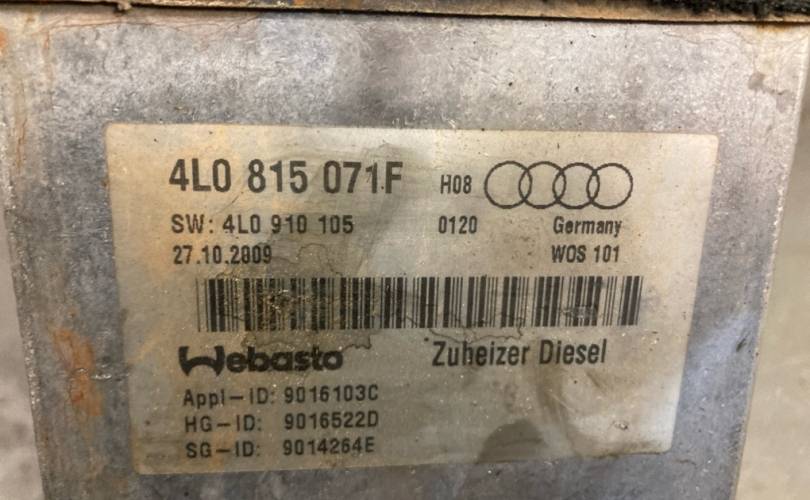 4L0 815 071F H08
SW: 4L0 910 105 0120 Germany
27.10.2009 WOS 101
Webasto Zuheizer Diesel
Appl-ID: 9016103C
HG-ID: 9016522D
SG-ID: 9014264E